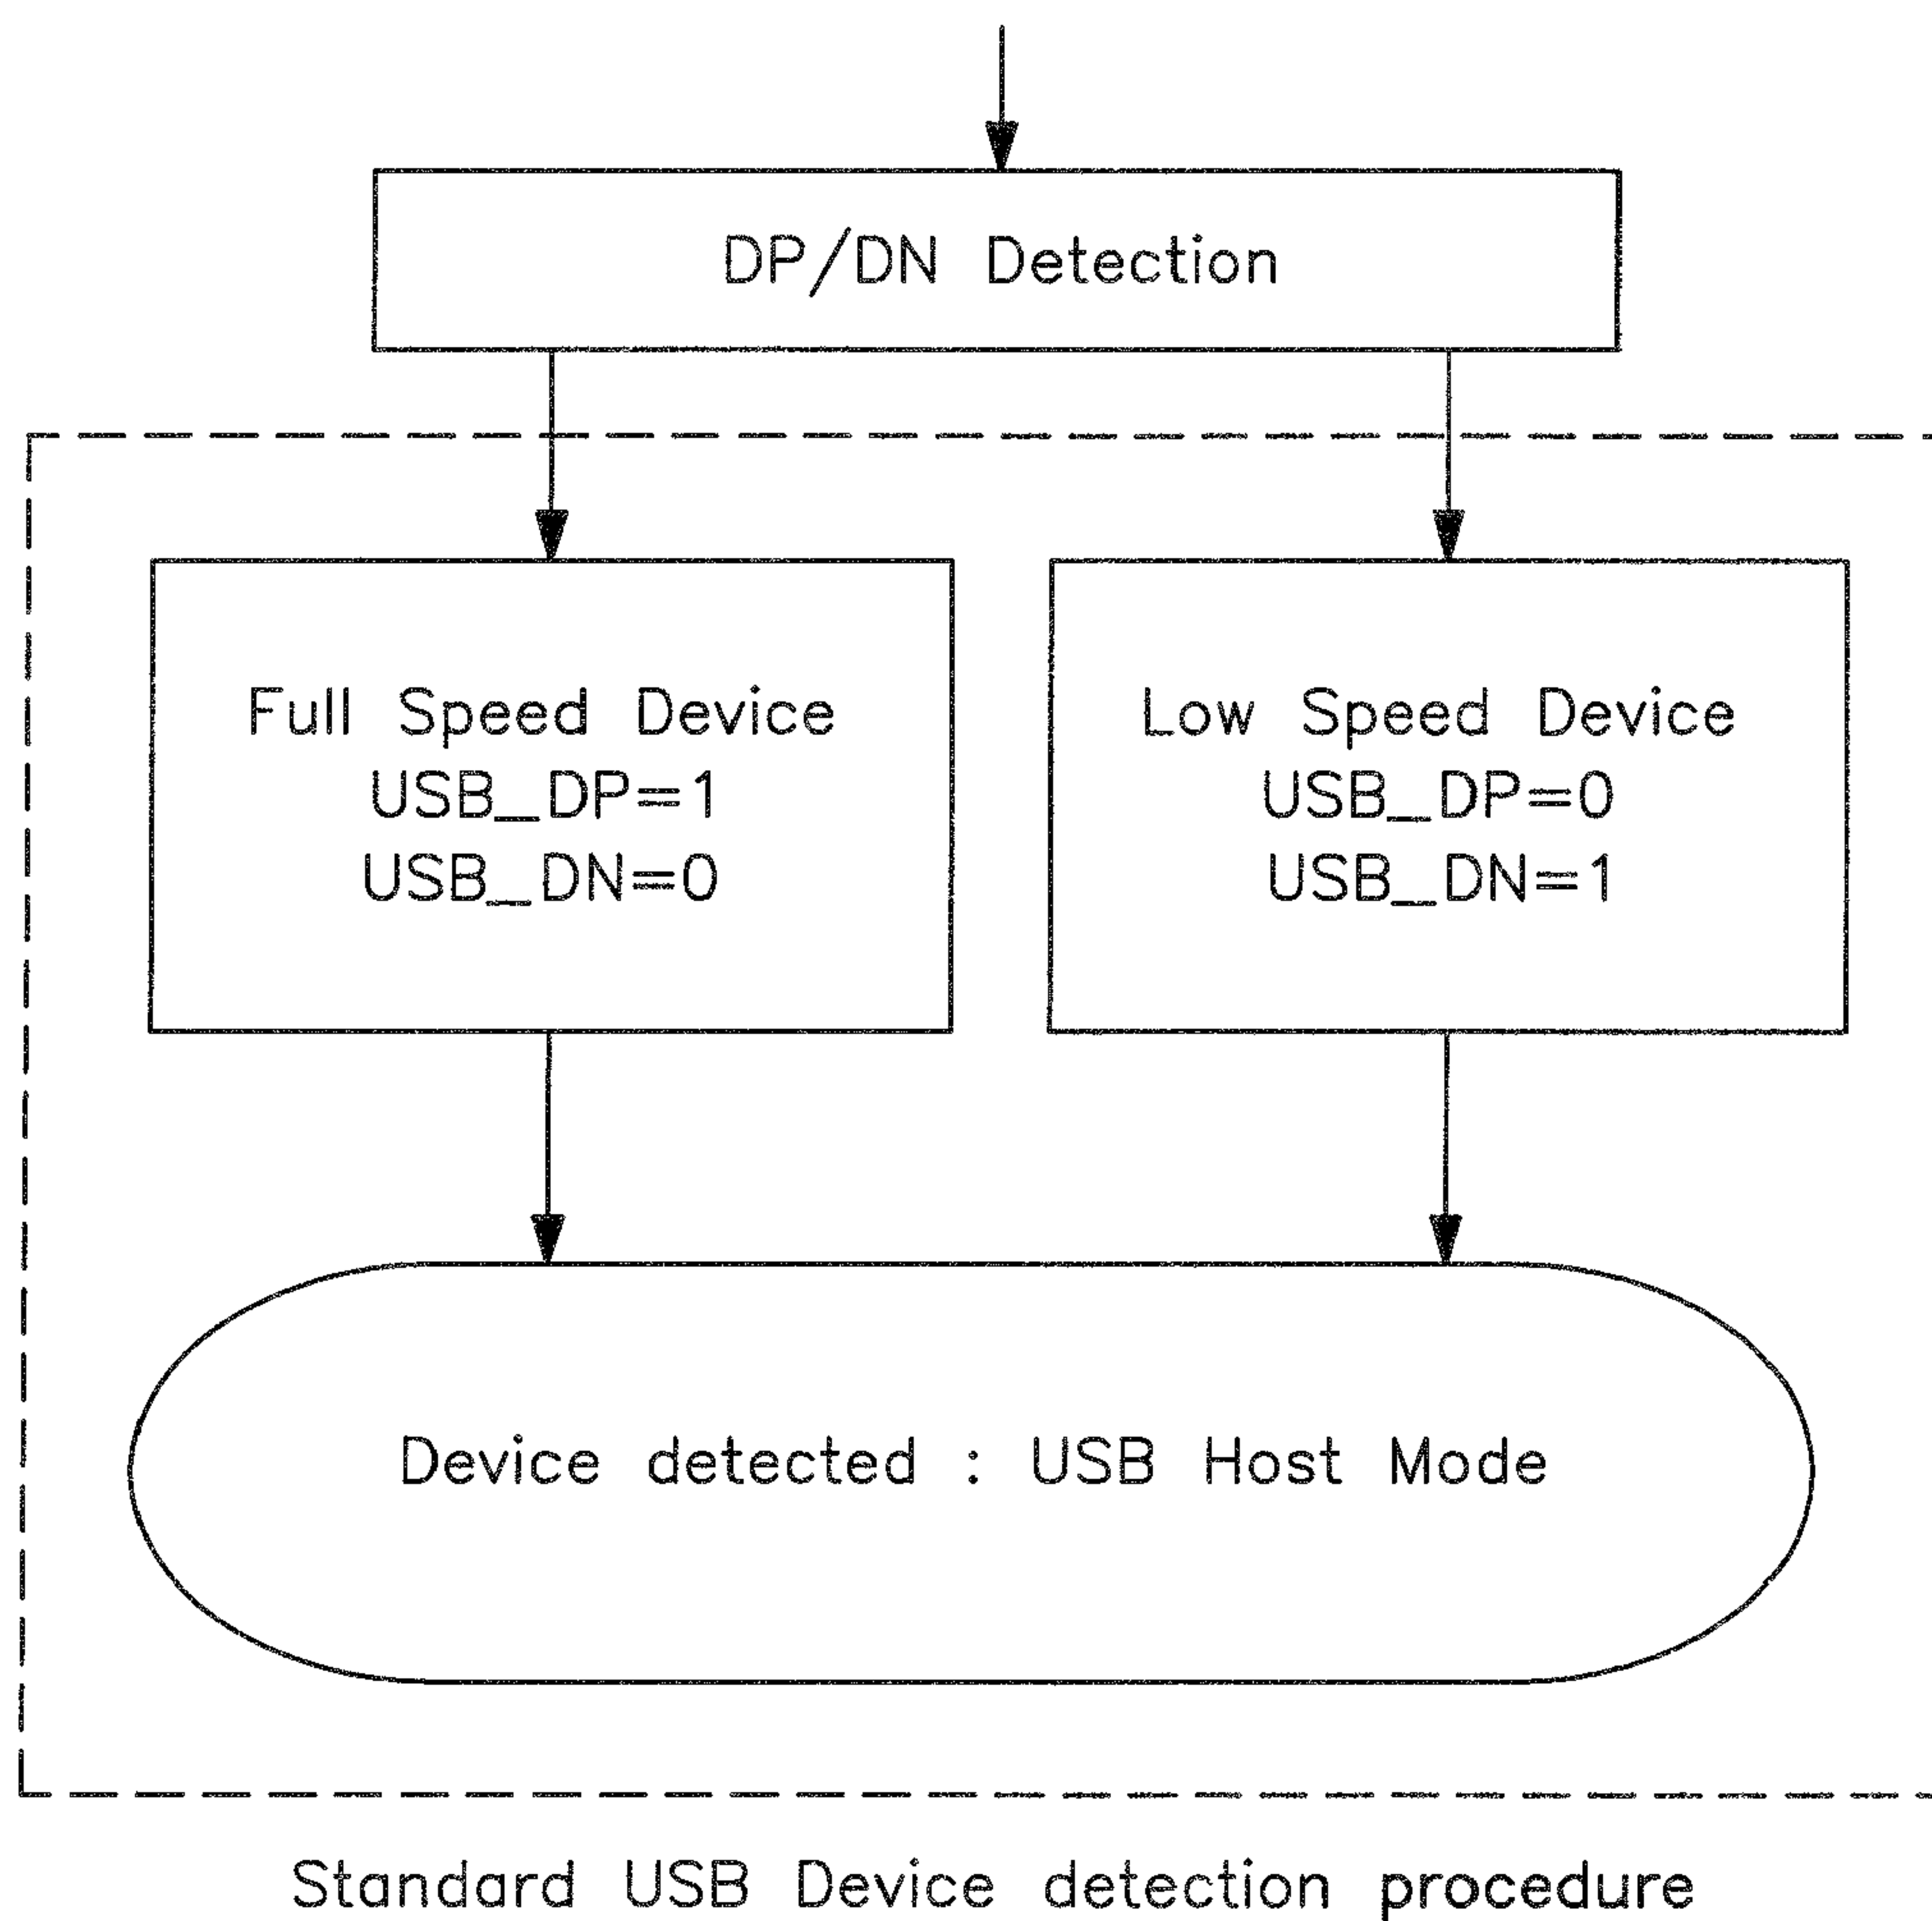 DP/DN Detection
Full Speed Device
USB_DP=1
USB_DN=0
Low Speed Device
USB_DP=0
USB_DN=1
Device detected : USB Host Mode
Standard USB Device detection procedure